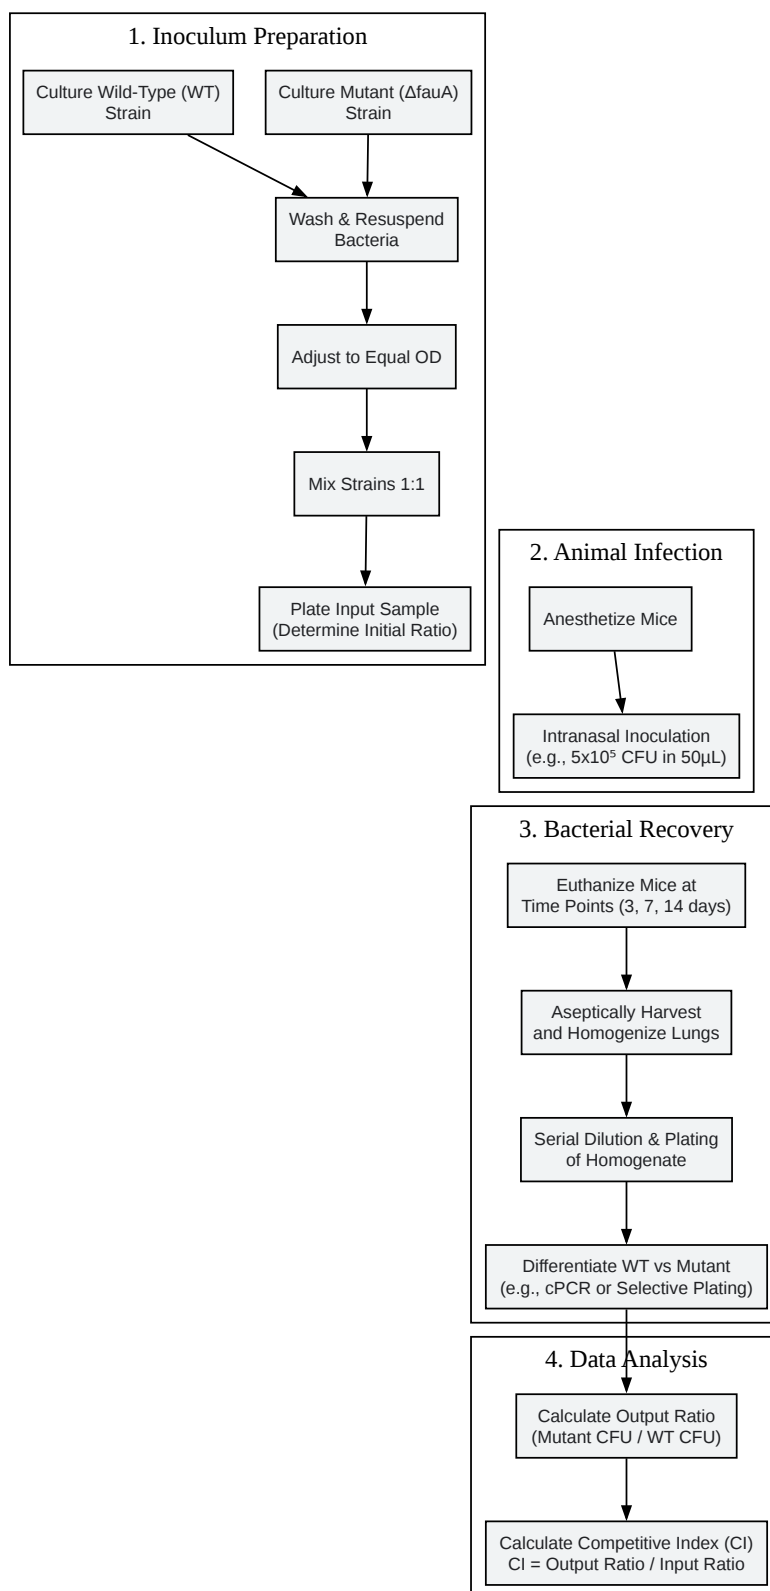 1. Inoculum Preparation
Culture Wild-Type (WT)
Strain
Culture Mutant (ΔfauA)
Strain
Wash & Resuspend
Bacteria
Adjust to Equal OD
Mix Strains 1:1
Plate Input Sample
(Determine Initial Ratio)
2. Animal Infection
Anesthetize Mice
Intranasal Inoculation
(e.g., 5x10⁵ CFU in 50µL)
3. Bacterial Recovery
Euthanize Mice at
Time Points (3, 7, 14 days)
Aseptically Harvest
and Homogenize Lungs
Serial Dilution & Plating
of Homogenate
Differentiate WT vs Mutant
(e.g., cPCR or Selective Plating)
4. Data Analysis
Calculate Output Ratio
(Mutant CFU / WT CFU)
Calculate Competitive Index (CI)
CI = Output Ratio / Input Ratio